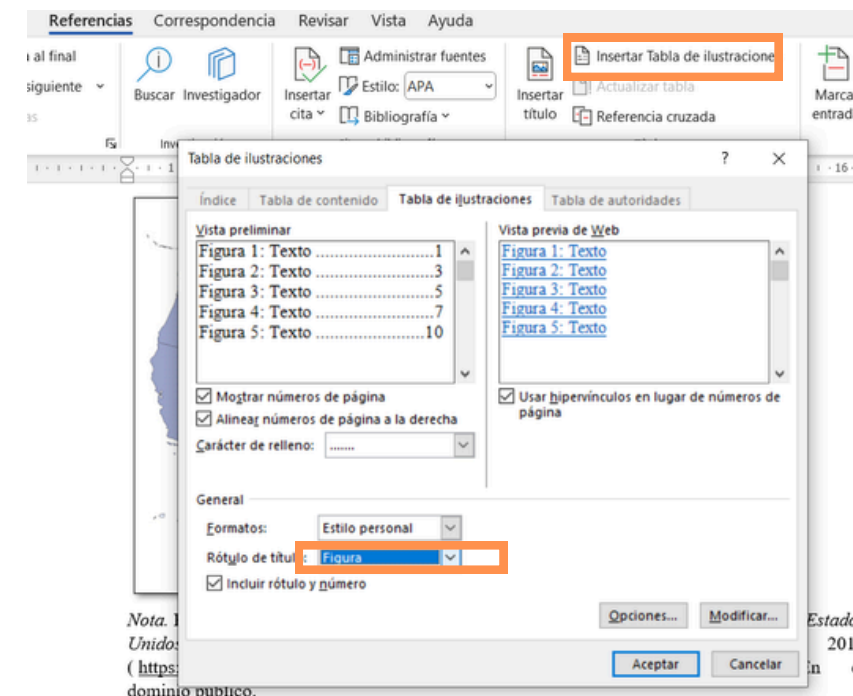 Referencias Correspondencia Revisar Vista Ayuda
al final
Administrar fuentes
Insertar Tabla de ilustracione
siguiente
Buscar Investigador
Insertar
Estilo: APA
Insertar
Actualizar tabla
Marca
cita
Bibliografía
título
Referencia cruzada
entrad
Tabla de ilustraciones ? ×
Índice Tabla de contenido Tabla de ilustraciones Tabla de autoridades
Vista preliminar
Figura 1: Texto ..........................1
Figura 2: Texto ..........................3
Figura 3: Texto ..........................5
Figura 4: Texto ..........................7
Figura 5: Texto ........................10
Vista previa de Web
Figura 1: Texto
Figura 2: Texto
Figura 3: Texto
Figura 4: Texto
Figura 5: Texto
Mostrar números de página
Alinear números de página a la derecha
Carácter de relleno: .......
Usar hipervínculos en lugar de números de
página
General
Formatos: Estilo personal
Rótulo de título: Figura
Incluir rótulo y número
Opciones... Modificar...
Aceptar Cancelar
Nota.
Estado
Unidos
201
( https:
dominio público.